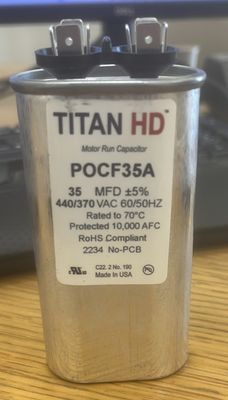 TITAN HD™
Motor Run Capacitor
POCF35A
35 MFD ±5%
440/370 VAC 60/50HZ
Rated to 70°C
Protected 10,000 AFC
RoHS Compliant
2234 No-PCB
C22. 2 No. 190
Made In USA